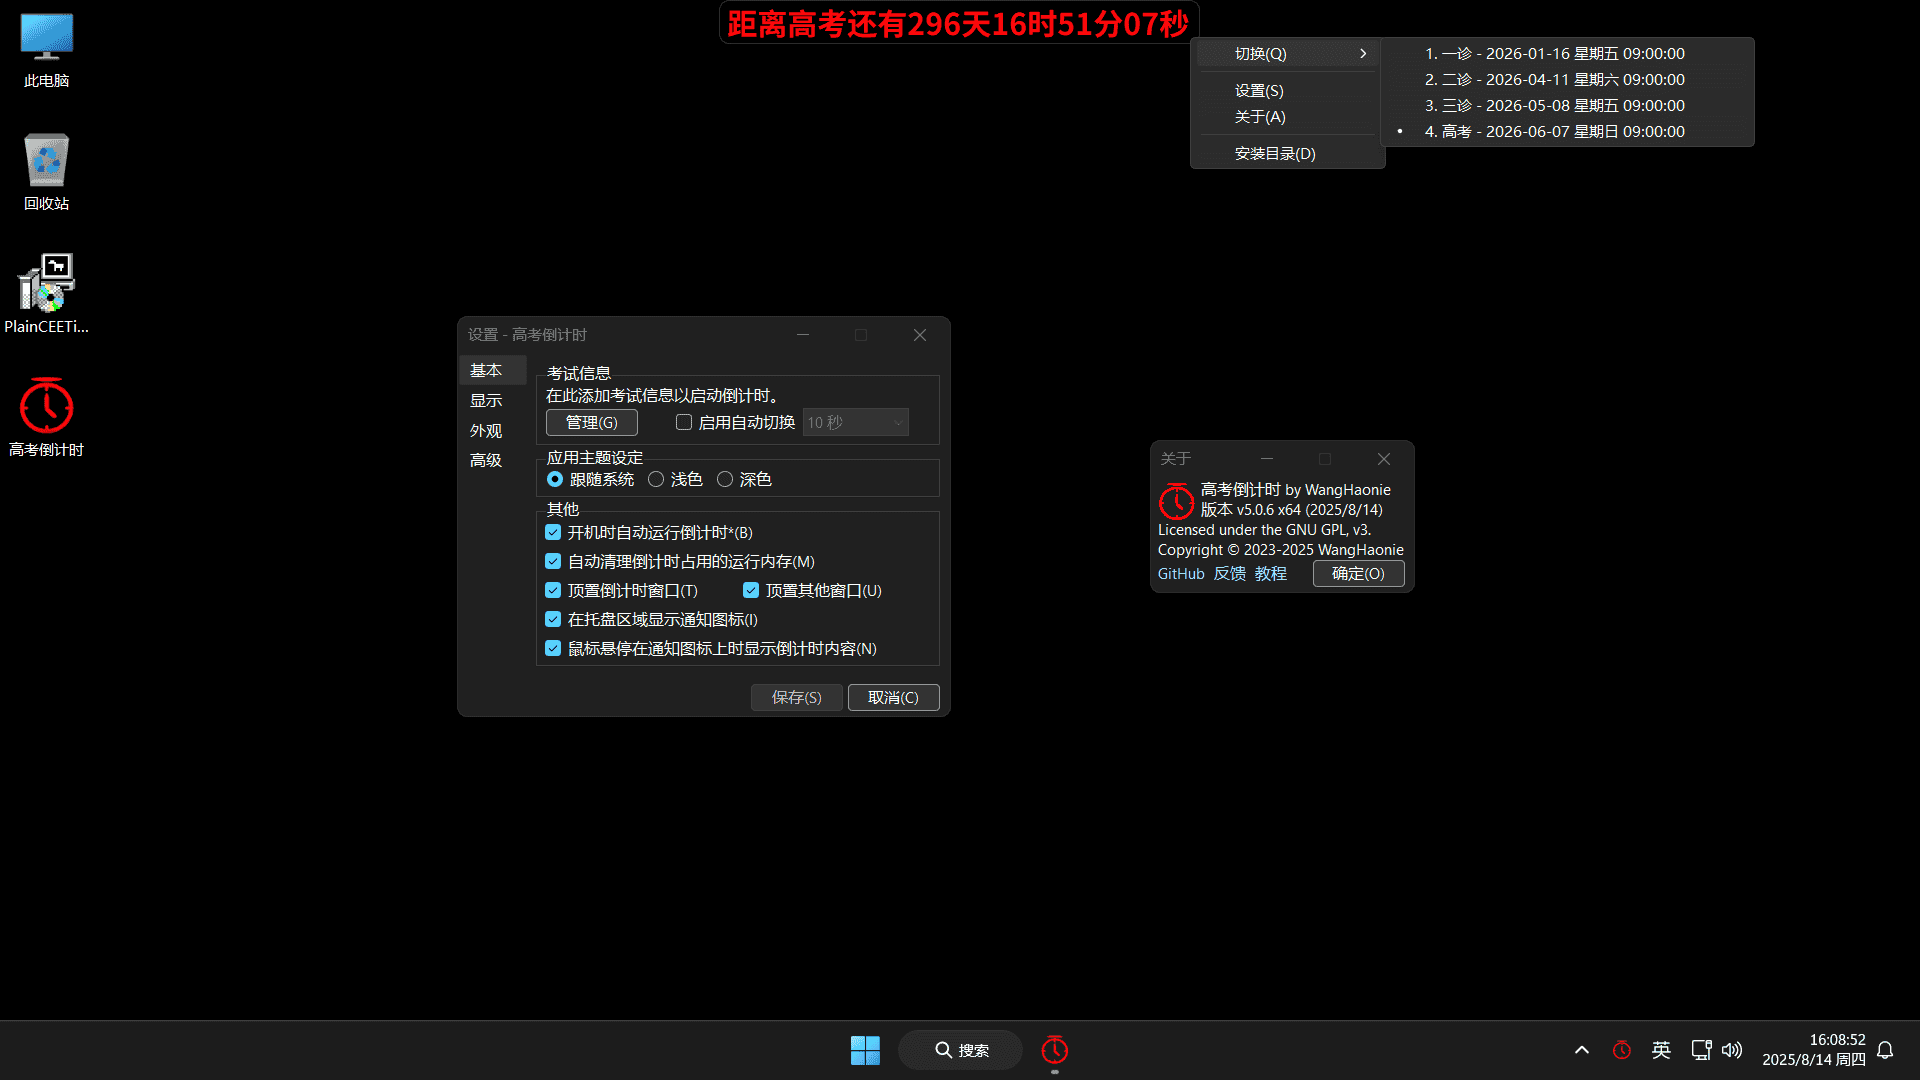 距离高考还有296天16时51分07秒
此电脑
回收站
PlainCEETi...
高考倒计时
切换(Q)
设置(S)
关于(A)
安装目录(D)
1. 一诊 - 2026-01-16 星期五 09:00:00
2. 二诊 - 2026-04-11 星期六 09:00:00
3. 三诊 - 2026-05-08 星期五 09:00:00
4. 高考 - 2026-06-07 星期日 09:00:00
设置 - 高考倒计时
基本
显示
外观
高级
考试信息
在此添加考试信息以启动倒计时。
管理(G) 启用自动切换 10 秒
应用主题设定
跟随系统 浅色 深色
其他
开机时自动运行倒计时*(B)
自动清理倒计时占用的运行内存(M)
顶置倒计时窗口(T) 顶置其他窗口(U)
在托盘区域显示通知图标(I)
鼠标悬停在通知图标上时显示倒计时内容(N)
保存(S) 取消(C)
关于
高考倒计时 by WangHaonie
版本 v5.0.6 x64 (2025/8/14)
Licensed under the GNU GPL, v3.
Copyright © 2023-2025 WangHaonie
GitHub 反馈 教程 确定(O)
搜索
英
16:08:52
2025/8/14 周四